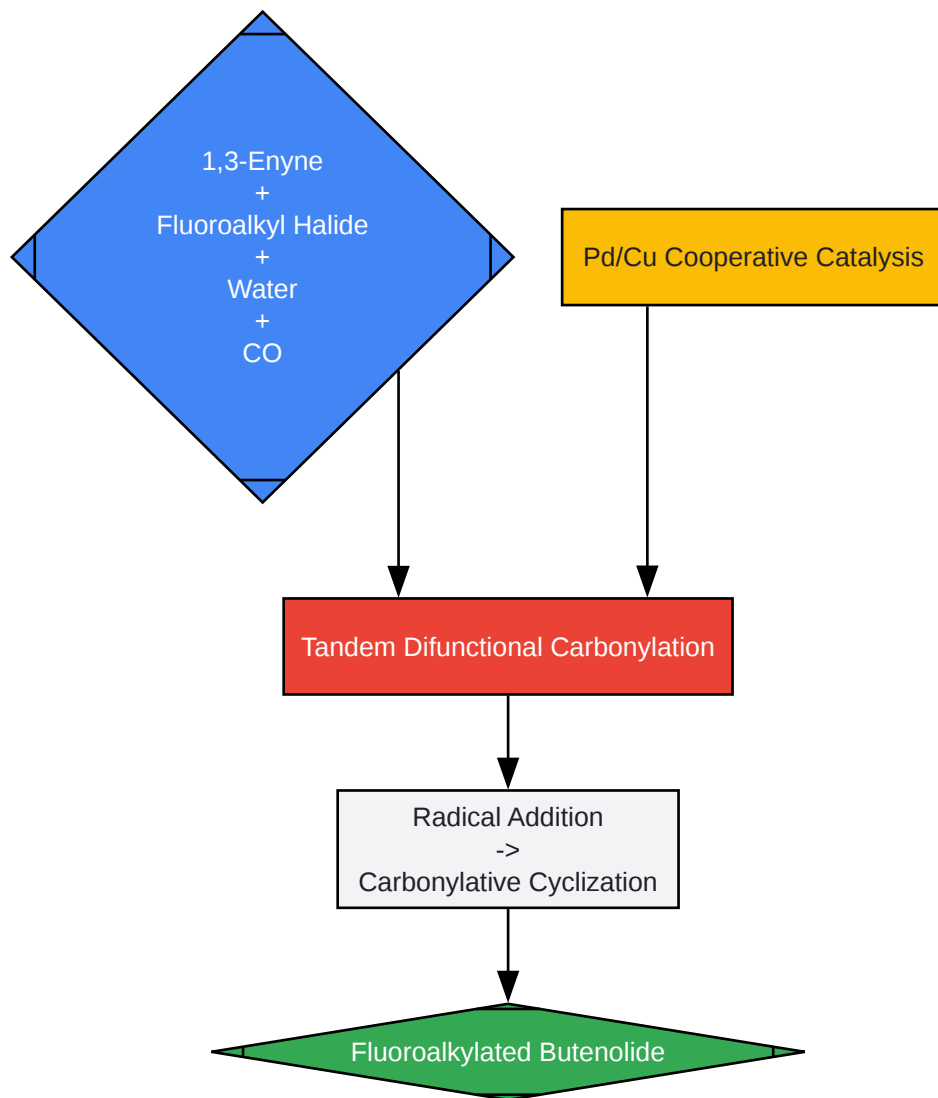 1,3-Enyne
+
Fluoroalkyl Halide
+
Water
+
CO
Pd/Cu Cooperative Catalysis
Tandem Difunctional Carbonylation
Radical Addition
->
Carbonylative Cyclization
Fluoroalkylated Butenolide